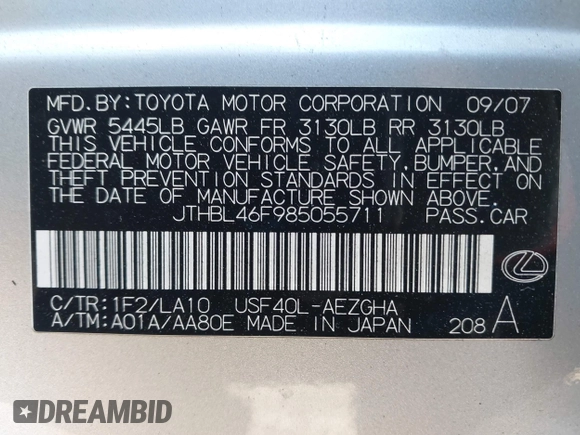 MFD.BY:TOYOTA MOTOR CORPORATION 09/07
GVWR 5445LB GAWR FR 3130LB RR 3130LB
THIS VEHICLE CONFORMS TO ALL APPLICABLE
FEDERAL MOTOR VEHICLE SAFETY, BUMPER, AND
THEFT PREVENTION STANDARDS IN EFFECT ON
THE DATE OF MANUFACTURE SHOWN ABOVE.
JTHBL46F985055711 PASS.CAR
C/TR:1F2/LA10 USF40L-AEZGHA
A/TM:A01A/AA80E MADE IN JAPAN 208 A
DREAMBID